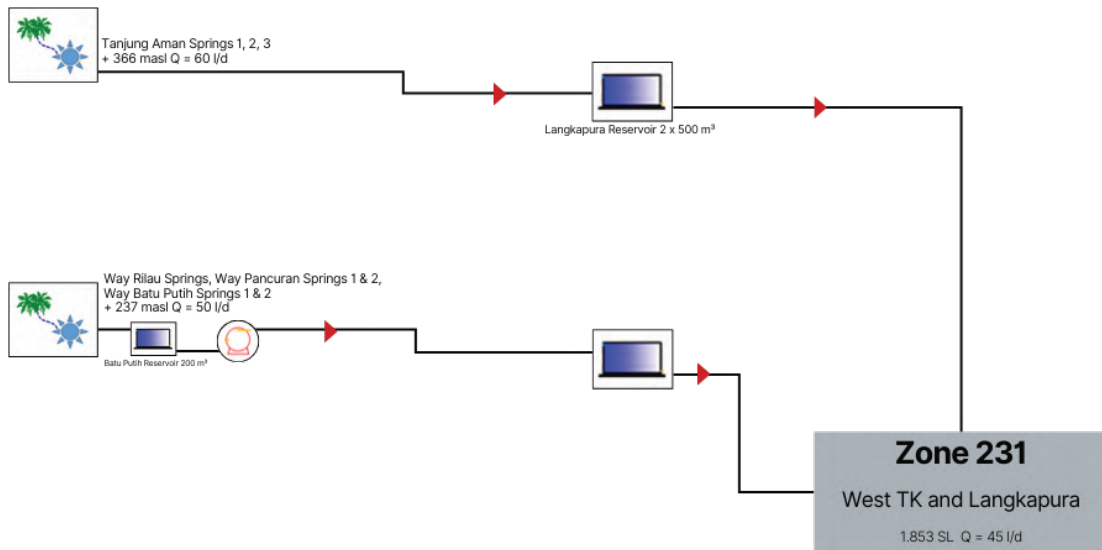 Tanjung Aman Springs 1, 2, 3
+ 366 masl Q = 60 l/d
Langkapura Reservoir 2 x 500 m³
Way Rilau Springs, Way Pancuran Springs 1 & 2,
Way Batu Putih Springs 1 & 2
+ 237 masl Q = 50 l/d
Batu Putih Reservoir 200 m³
Zone 231
West TK and Langkapura
1.853 SL Q = 45 l/d